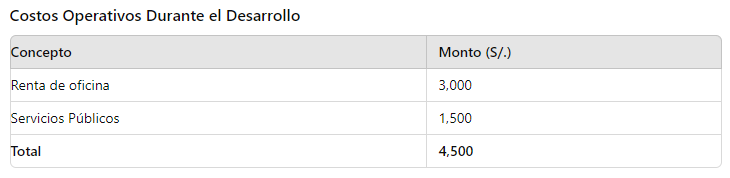 Costos Operativos Durante el Desarrollo
Concepto Monto (S/.)
Renta de oficina 3,000
Servicios Públicos 1,500
Total 4,500